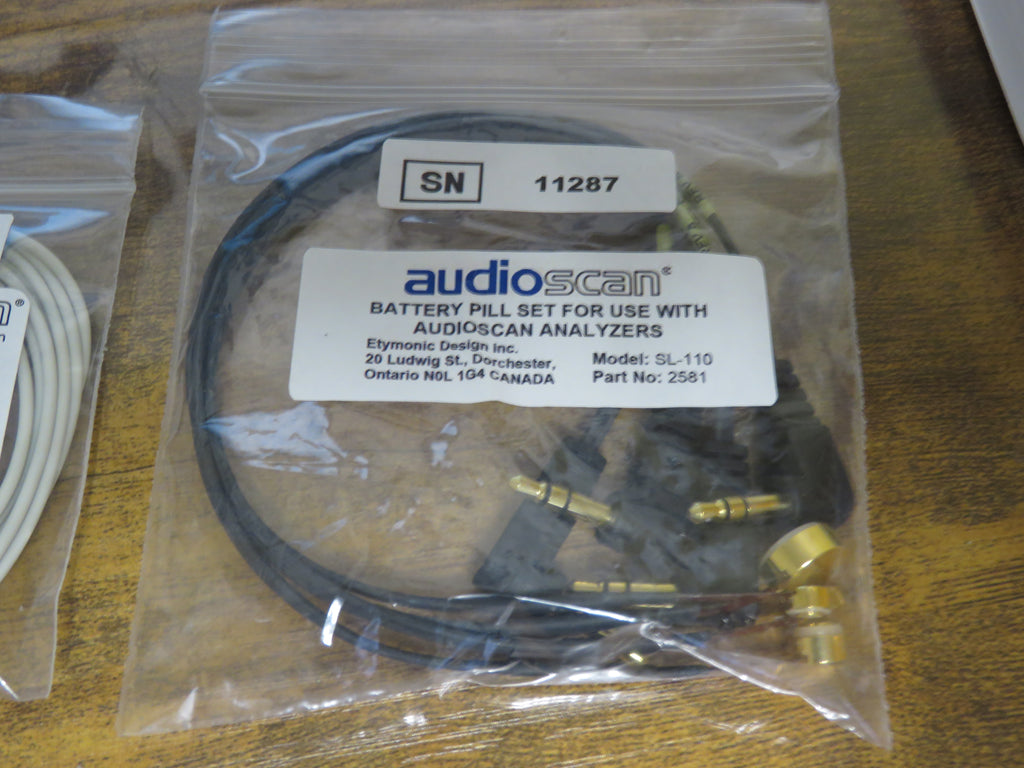 SN 11287
audioscan®
BATTERY PILL SET FOR USE WITH
AUDIOSCAN ANALYZERS
Etymonic Design Inc.
20 Ludwig St., Dorchester,
Ontario N0L 1G4 CANADA
Model: SL-110
Part No: 2581
n®
n